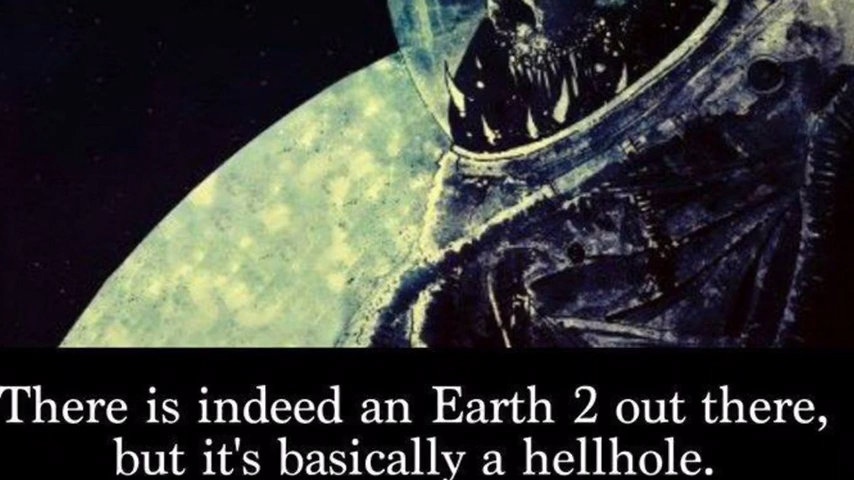 There is indeed an Earth 2 out there,
but it's basically a hellhole.